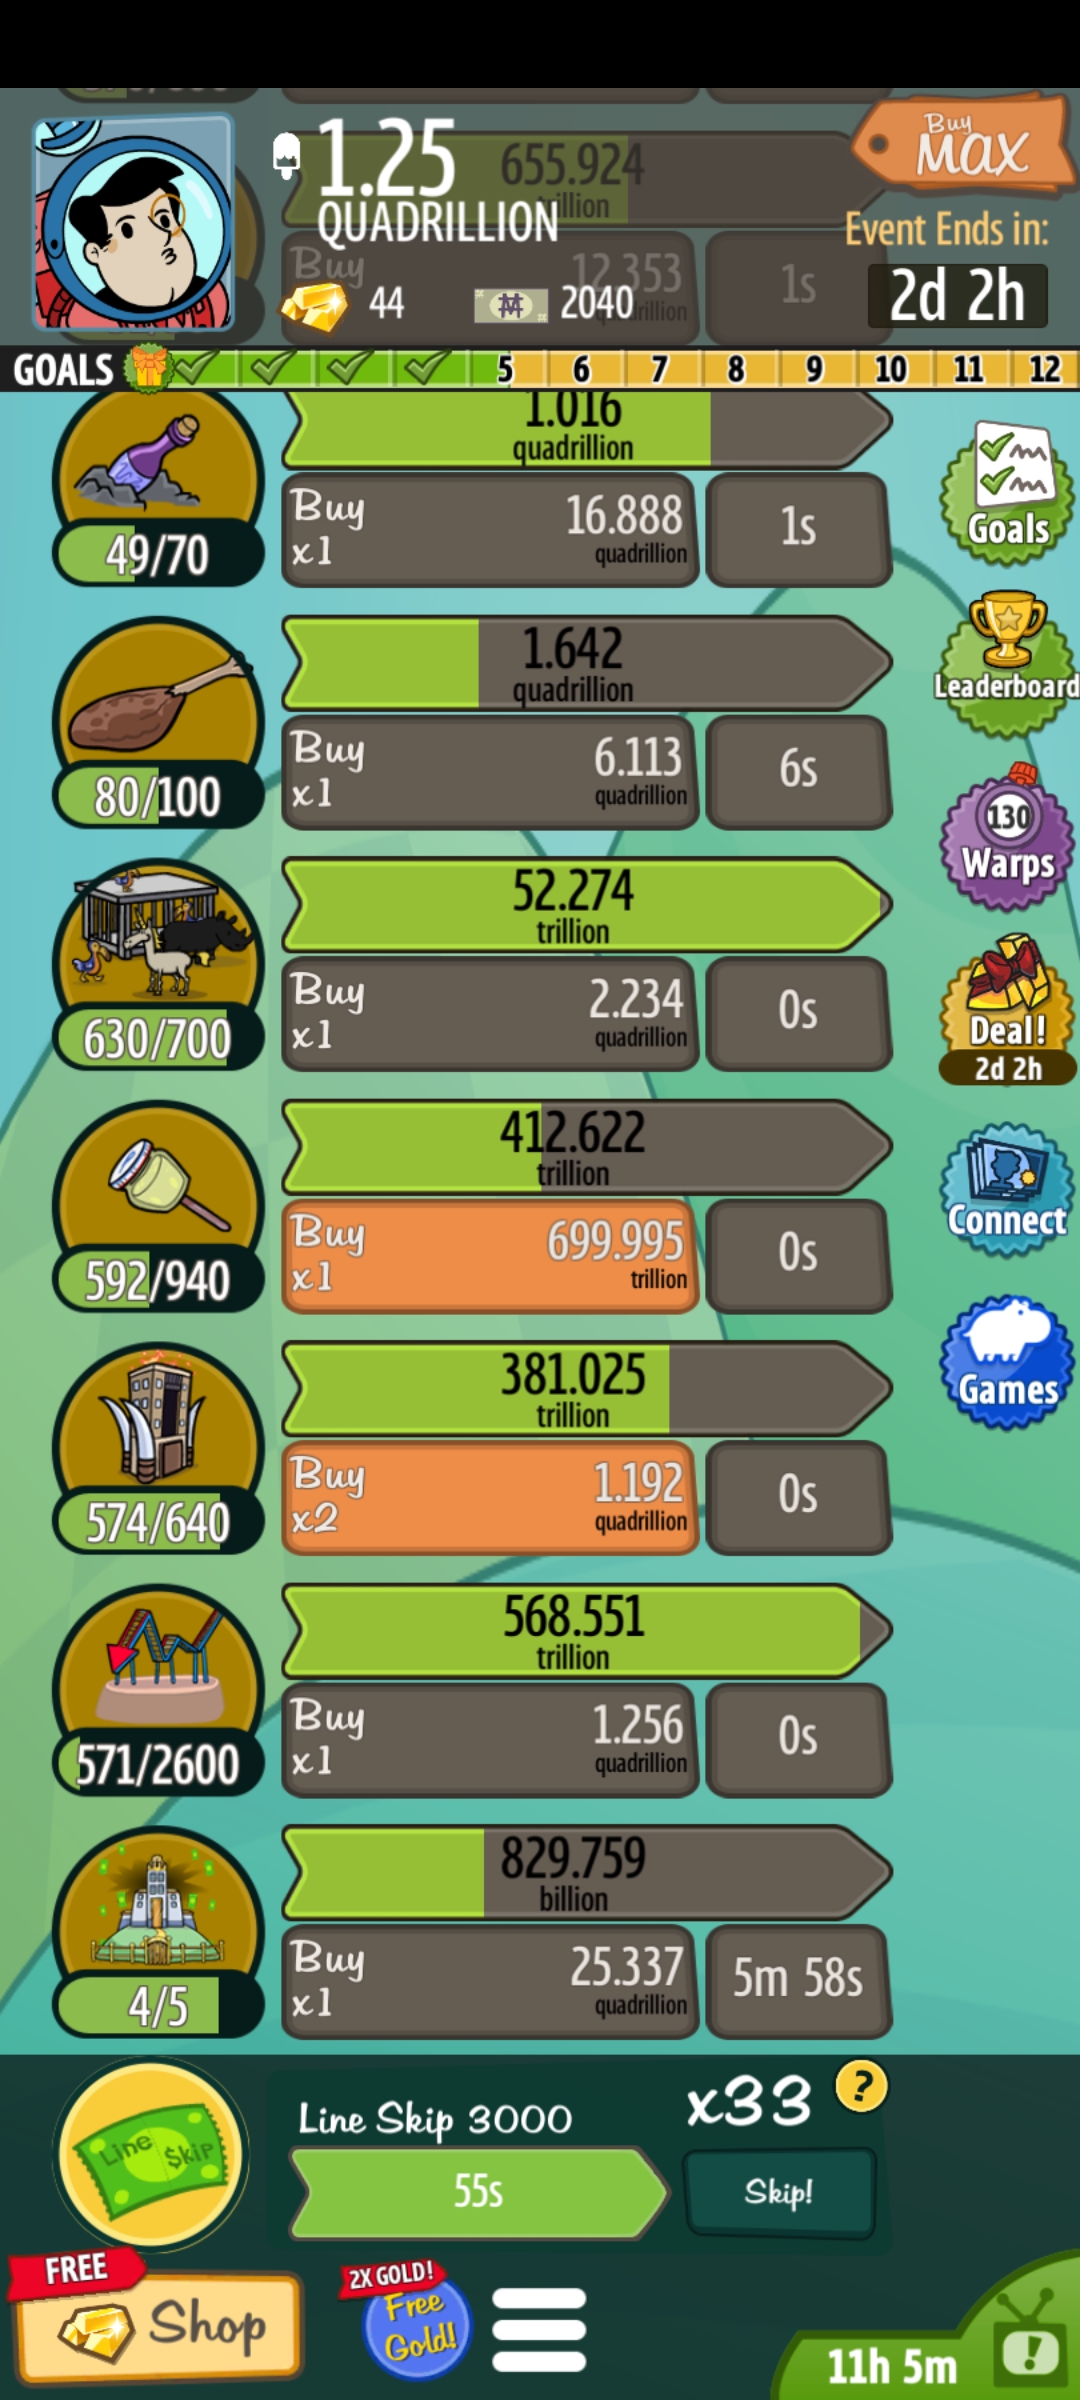 1.25
QUADRILLION
655.924
trillion
Buy
MAX
Event Ends in:
2d 2h
Buy
12.353
1s
44
2040
GOALS
5 6 7 8 9 10 11 12
1.016
quadrillion
49/70
Buy
x1
16.888
quadrillion
1s
Goals
1.642
quadrillion
80/100
Buy
x1
6.113
quadrillion
6s
Leaderboard
130
Warps
52.274
trillion
630/700
Buy
x1
2.234
quadrillion
0s
Deal!
2d 2h
412.622
trillion
592/940
Buy
x1
699.995
trillion
0s
Connect
381.025
trillion
574/640
Buy
x2
1.192
quadrillion
0s
Games
568.551
trillion
571/2600
Buy
x1
1.256
quadrillion
0s
829.759
billion
4/5
Buy
x1
25.337
quadrillion
5m 58s
Line $kip
Line Skip 3000
x33
?
55s
Skip!
FREE
Shop
2X GOLD!
Free
Gold!
11h 5m
!